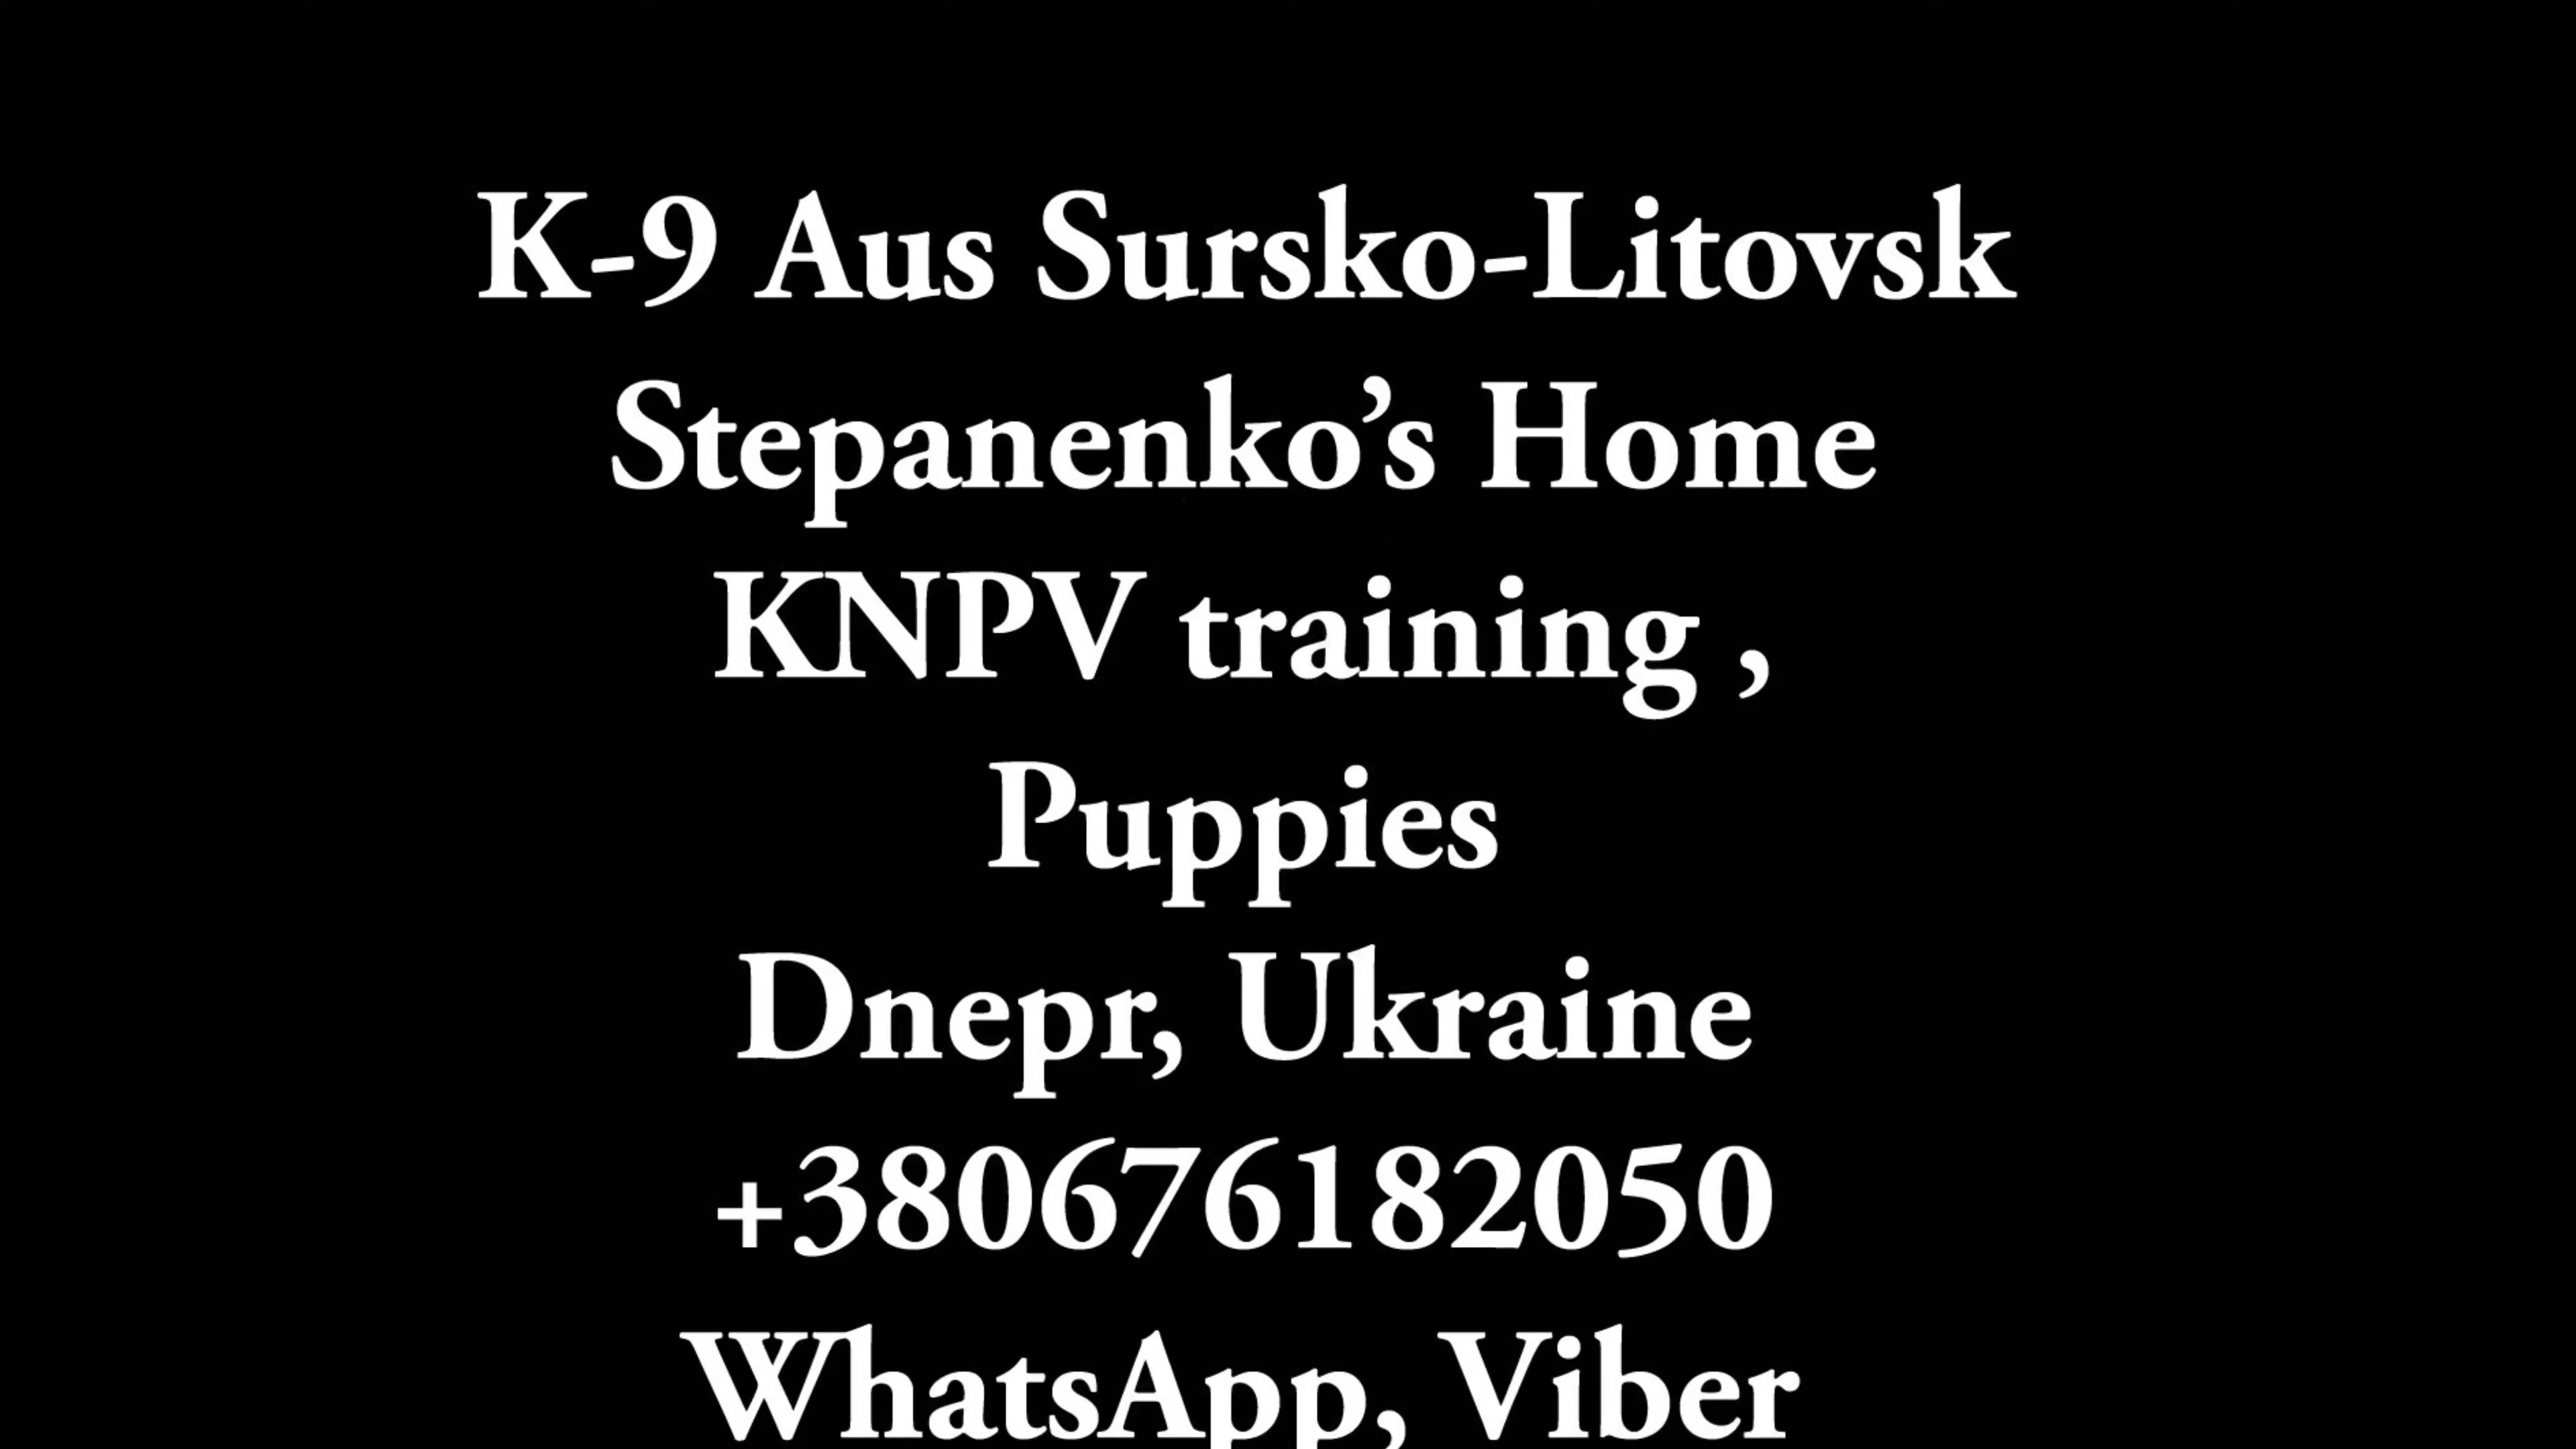 K-9 Aus Sursko-Litovsk
Stepanenko’s Home
KNPV training ,
Puppies
Dnepr, Ukraine
+380676182050
WhatsApp, Viber